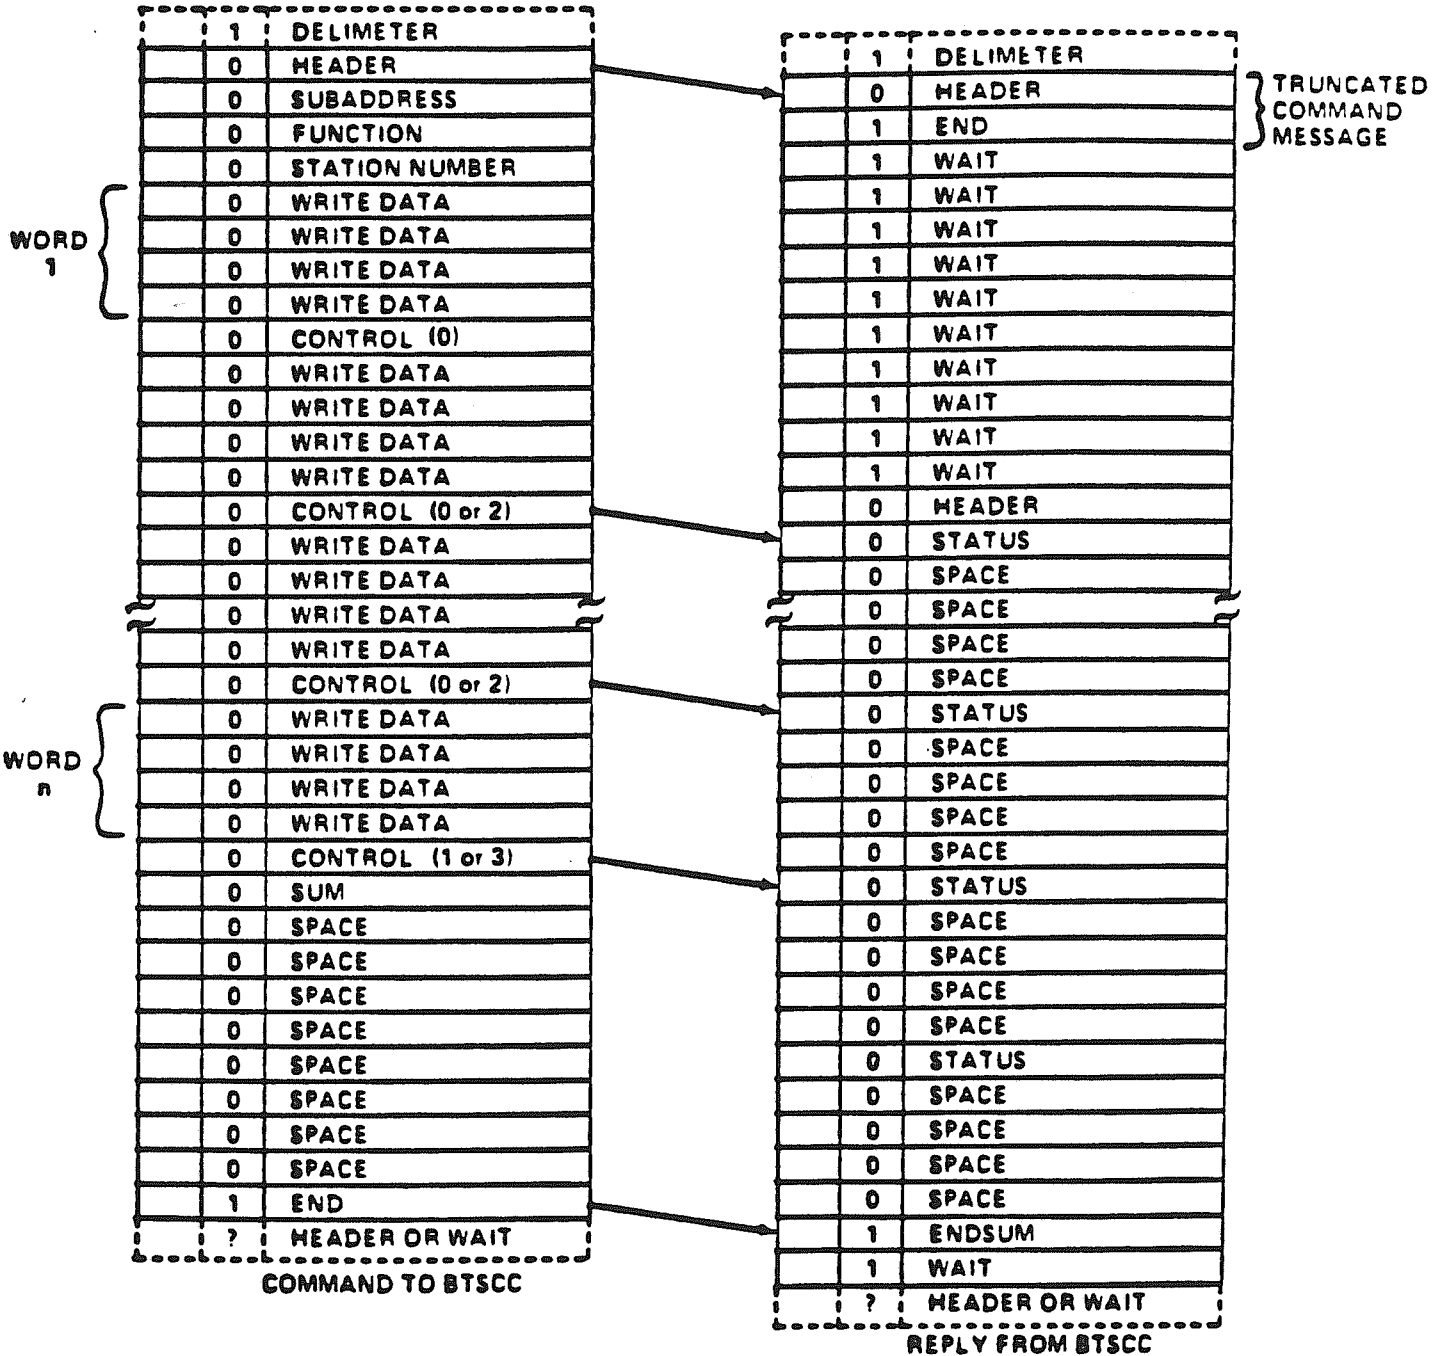 1 DELIMETER
0 HEADER
0 SUBADDRESS
0 FUNCTION
0 STATION NUMBER
WORD 1
0 WRITE DATA
0 WRITE DATA
0 WRITE DATA
0 WRITE DATA
0 CONTROL (0)
0 WRITE DATA
0 WRITE DATA
0 WRITE DATA
0 WRITE DATA
0 CONTROL (0 or 2)
0 WRITE DATA
0 WRITE DATA
0 WRITE DATA
0 WRITE DATA
0 CONTROL (0 or 2)
WORD n
0 WRITE DATA
0 WRITE DATA
0 WRITE DATA
0 WRITE DATA
0 CONTROL (1 or 3)
0 SUM
0 SPACE
0 SPACE
0 SPACE
0 SPACE
0 SPACE
0 SPACE
0 SPACE
0 SPACE
1 END
? HEADER OR WAIT
COMMAND TO BTSCC
1 DELIMETER
0 HEADER
1 END
TRUNCATED
COMMAND
MESSAGE
1 WAIT
1 WAIT
1 WAIT
1 WAIT
1 WAIT
1 WAIT
1 WAIT
1 WAIT
1 WAIT
1 WAIT
0 HEADER
0 STATUS
0 SPACE
0 SPACE
0 SPACE
0 SPACE
0 STATUS
0 SPACE
0 SPACE
0 SPACE
0 SPACE
0 STATUS
0 SPACE
0 SPACE
0 SPACE
0 SPACE
0 STATUS
0 SPACE
0 SPACE
0 SPACE
0 SPACE
1 ENDSUM
1 WAIT
? HEADER OR WAIT
REPLY FROM BTSCC